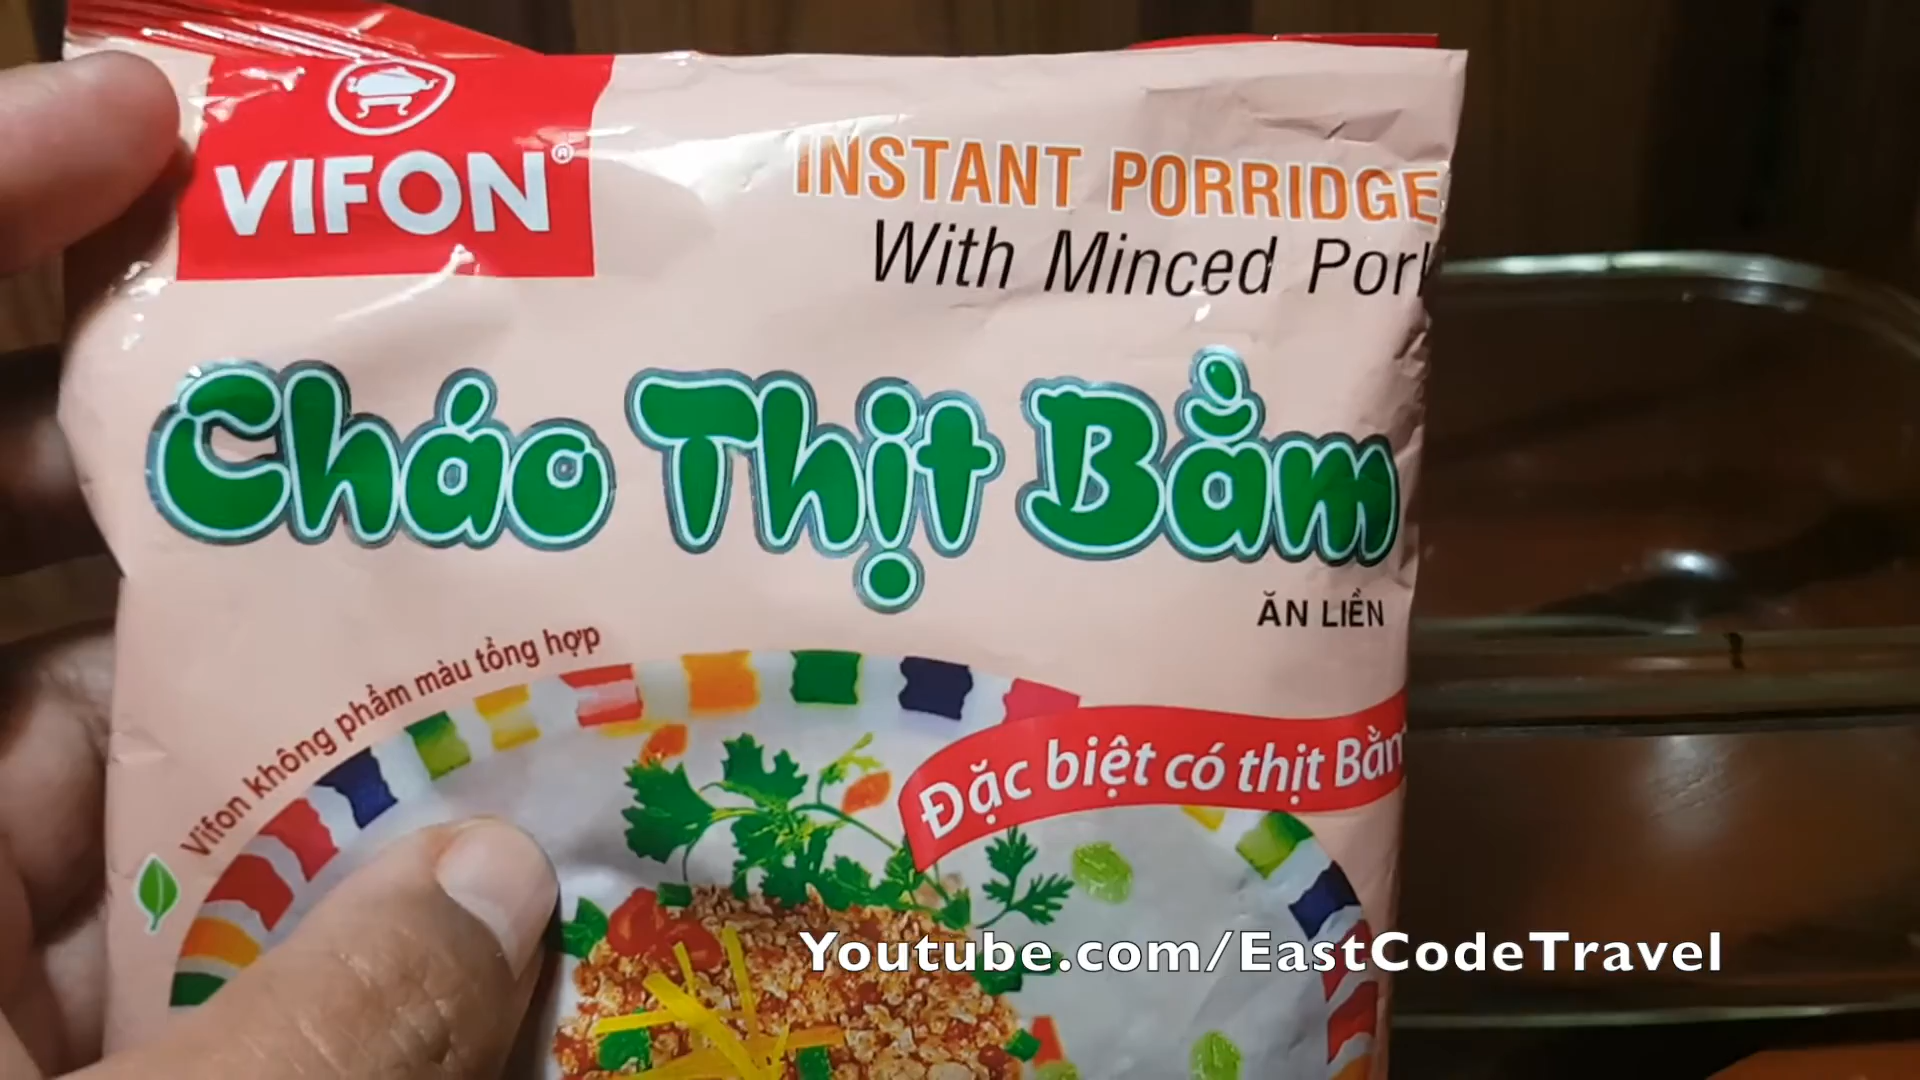 VIFON®
INSTANT PORRIDGE
With Minced Pork
Cháo Thịt Bằm
ĂN LIỀN
Vifon không phẩm màu tổng hợp
Đặc biệt có thịt Bằm
Youtube.com/EastCodeTravel